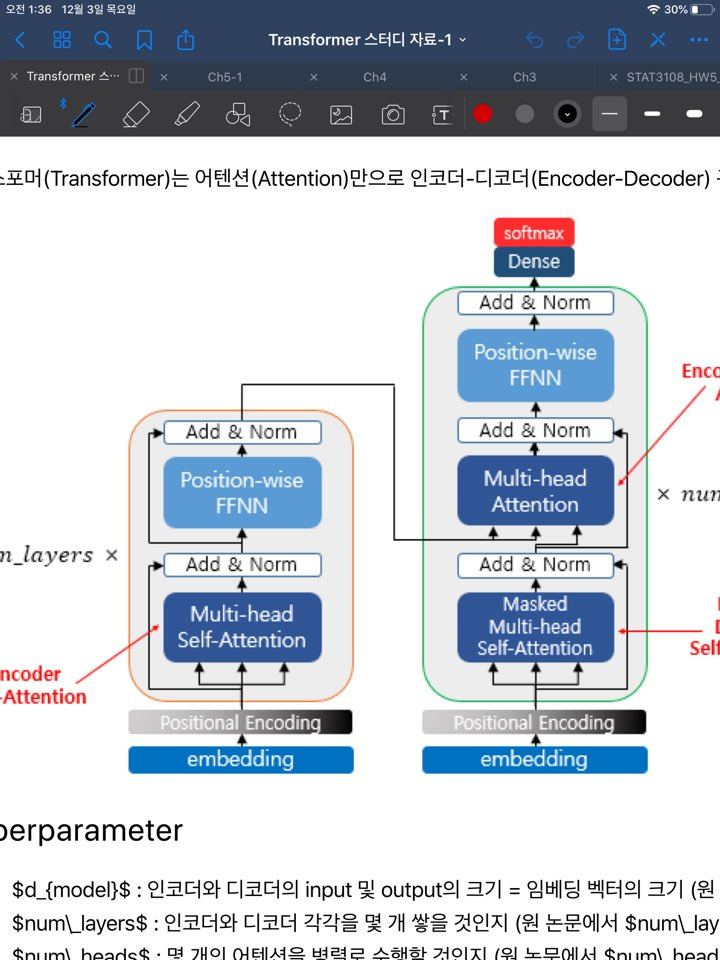 오전 1:36 12월 3일 목요일 30%
Transformer 스터디 자료-1
Transformer 스… Ch5-1 Ch4 Ch3 STAT3108_HW5
스포머(Transformer)는 어텐션(Attention)만으로 인코더-디코더(Encoder-Decoder)
softmax
Dense
Add & Norm
Position-wise
FFNN
Add & Norm
Multi-head
Attention
Add & Norm
Masked
Multi-head
Self-Attention
Positional Encoding
embedding
Add & Norm
Position-wise
FFNN
Add & Norm
Multi-head
Self-Attention
Positional Encoding
embedding
m_layers ×
× num
Enco
ncoder
-Attention
Self
perparameter
$d_{model}$ : 인코더와 디코더의 input 및 output의 크기 = 임베딩 벡터의 크기 (원
$num\_layers$ : 인코더와 디코더 각각을 몇 개 쌓을 것인지 (원 논문에서 $num\_lay
$num\_heads$ : 몇 개의 어텐션을 병렬로 수행할 것인지 (원 논문에서 $num\_head